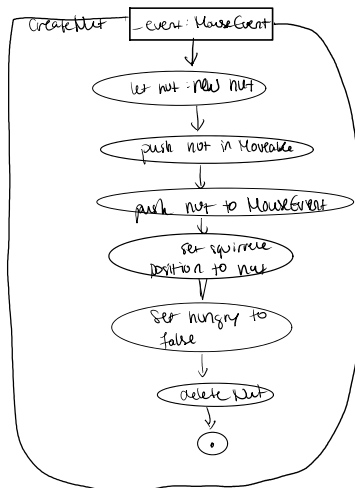 CreateNut
_event: MouseEvent
let nut = new nut
push nut in Moveable
push nut to MouseEvent
set squirrel
position to nut
Set hungry to
false
delete Nut